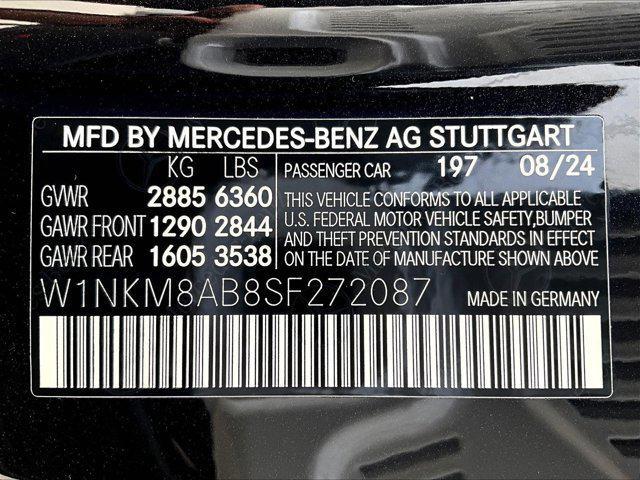 MFD BY MERCEDES-BENZ AG STUTTGART
KG LBS
GVWR 2885 6360
GAWR FRONT 1290 2844
GAWR REAR 1605 3538
PASSENGER CAR 197 08/24
THIS VEHICLE CONFORMS TO ALL APPLICABLE
U.S. FEDERAL MOTOR VEHICLE SAFETY,BUMPER
AND THEFT PREVENTION STANDARDS IN EFFECT
ON THE DATE OF MANUFACTURE SHOWN ABOVE
W1NKM8AB8SF272087
MADE IN GERMANY